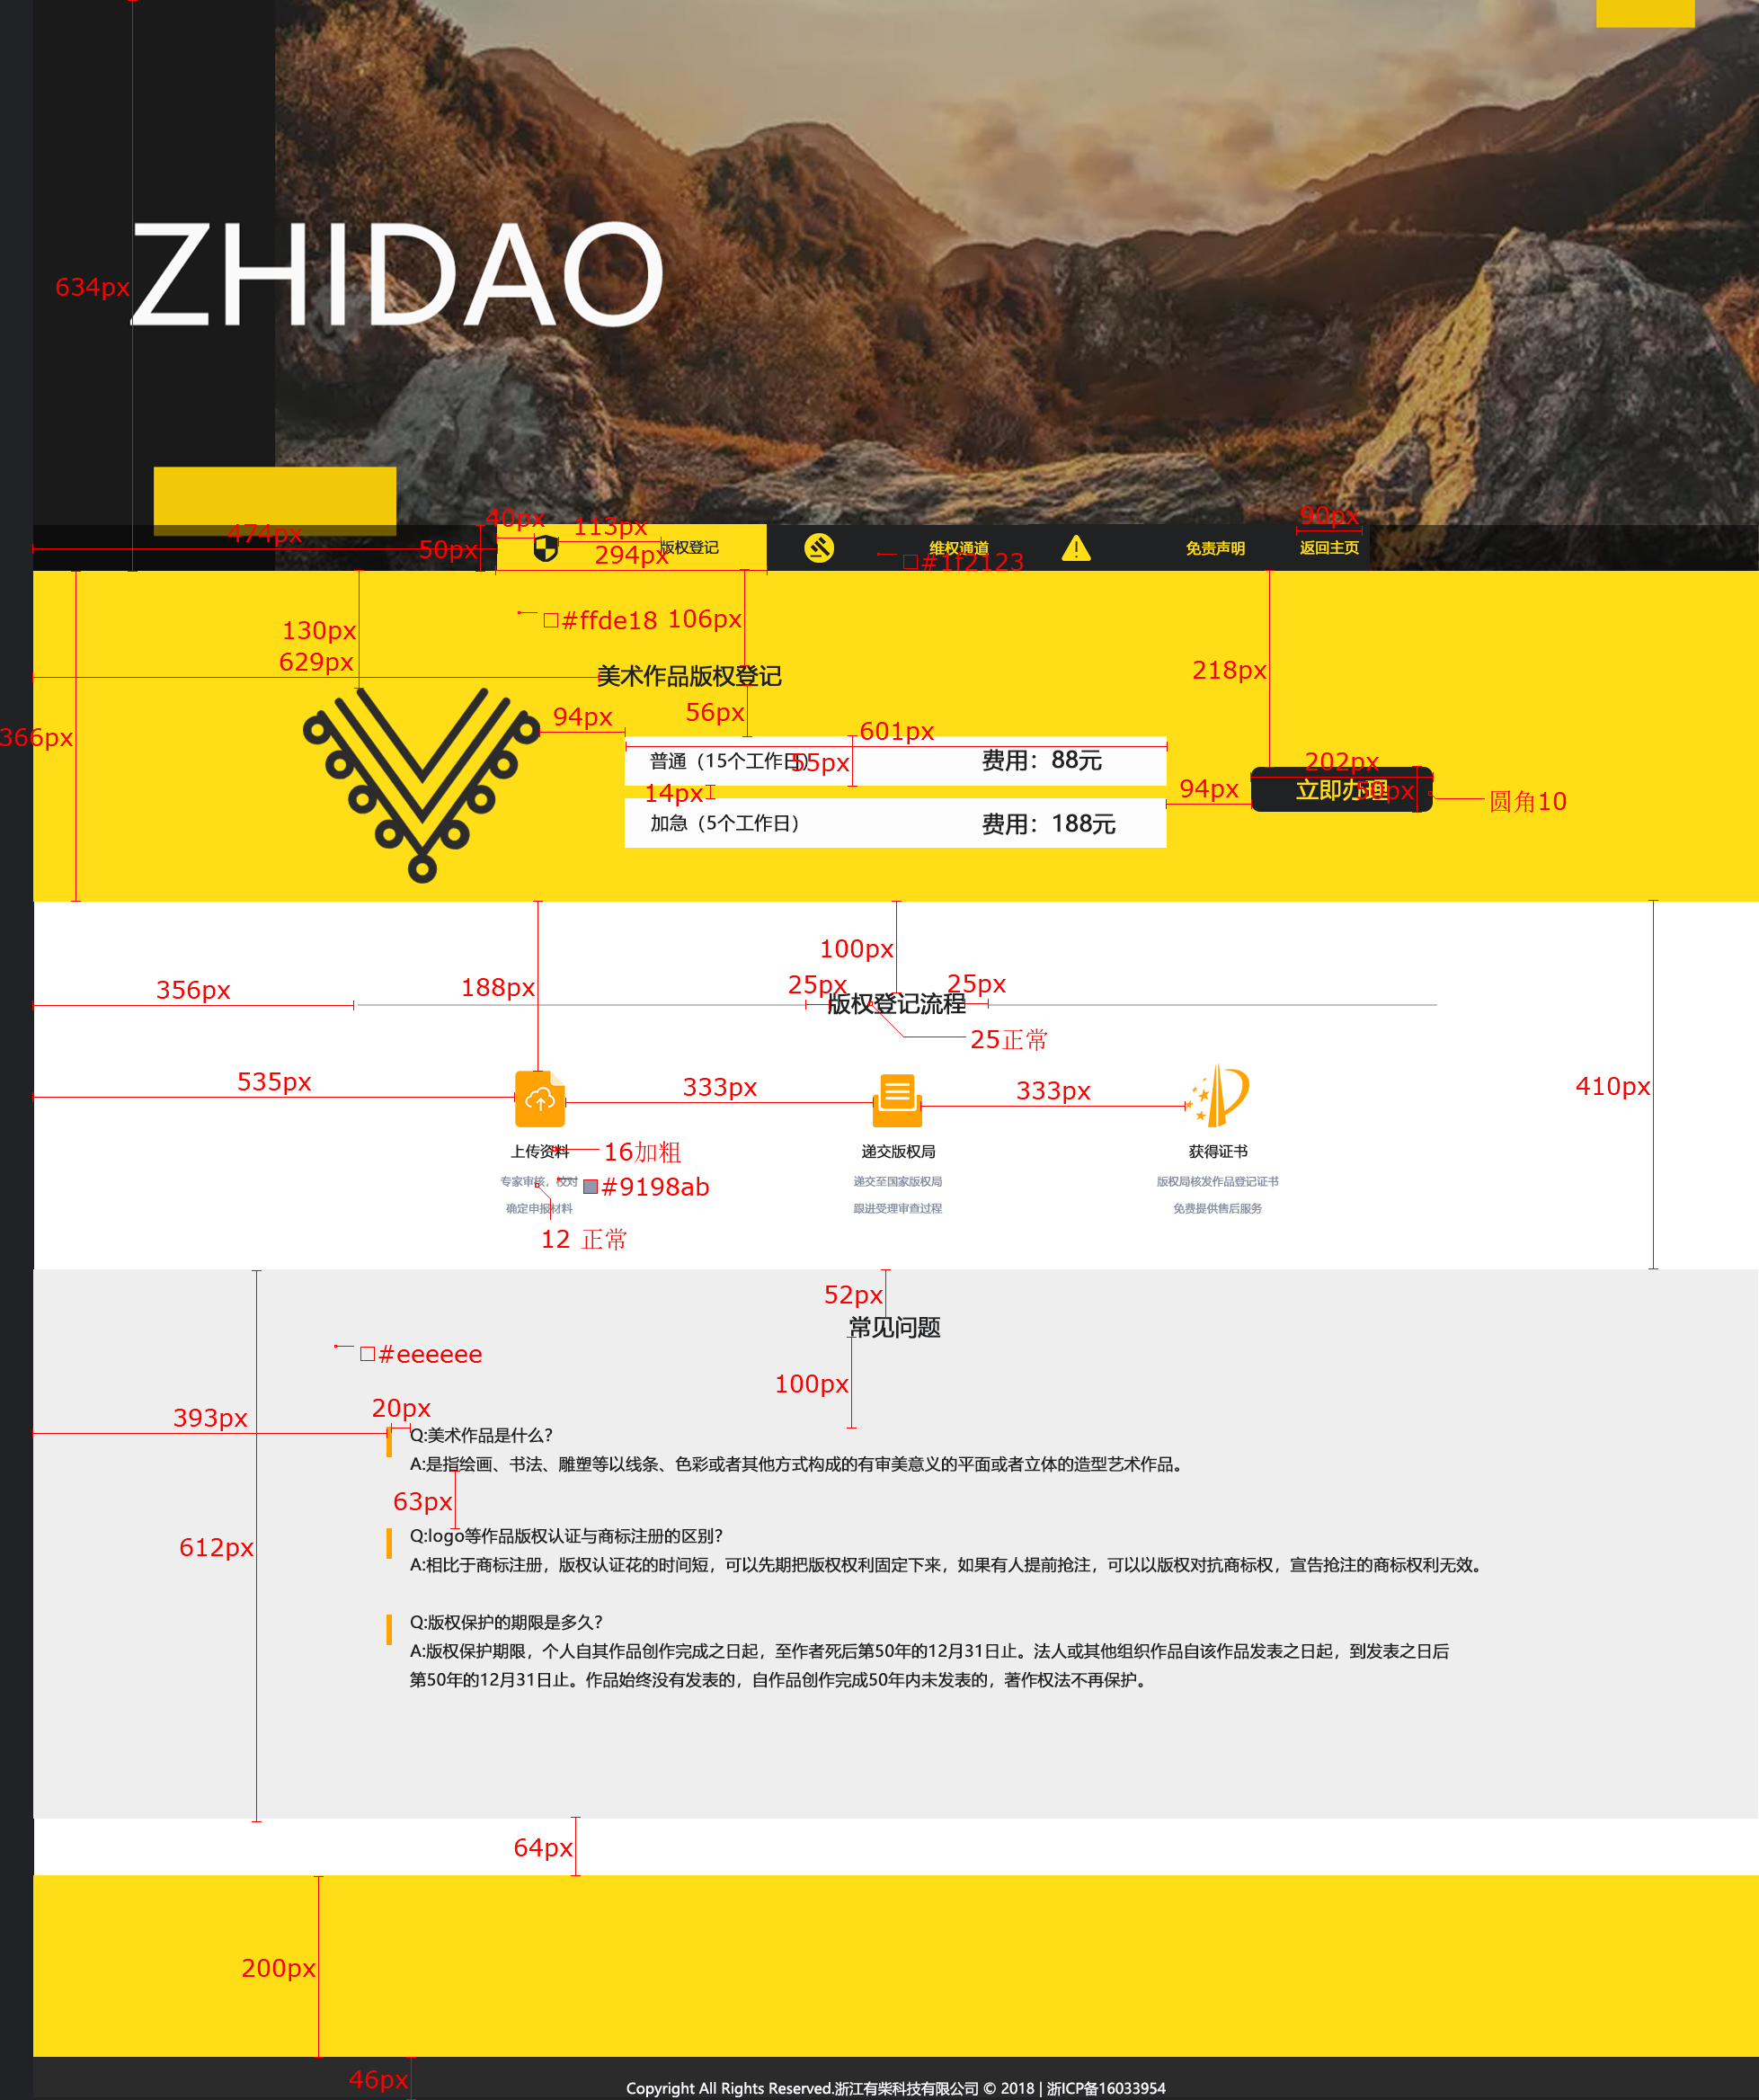 ZHIDAO
634px
474px
50px
40px
113px
294px
版权登记
维权通道
#1f2123
免责声明
90px
返回主页
130px
#ffde18
106px
629px
美术作品版权登记
218px
366px
94px
56px
601px
普通（15个工作日）
55px
费用：88元
14px
94px
202px
立即办理
50px
圆角10
加急（5个工作日）
费用：188元
100px
356px
188px
25px
版权登记流程
25px
25正常
535px
333px
333px
410px
上传资料
16加粗
递交版权局
获得证书
专家审核，校对
#9198ab
递交至国家版权局
版权局核发作品登记证书
确定申报材料
跟进受理审查过程
免费提供售后服务
12 正常
52px
常见问题
#eeeeee
100px
393px
20px
Q:美术作品是什么？
A:是指绘画、书法、雕塑等以线条、色彩或者其他方式构成的有审美意义的平面或者立体的造型艺术作品。
63px
612px
Q:logo等作品版权认证与商标注册的区别？
A:相比于商标注册，版权认证花的时间短，可以先期把版权权利固定下来，如果有人提前抢注，可以以版权对抗商标权，宣告抢注的商标权利无效。
Q:版权保护的期限是多久？
A:版权保护期限，个人自其作品创作完成之日起，至作者死后第50年的12月31日止。法人或其他组织作品自该作品发表之日起，到发表之日后
第50年的12月31日止。作品始终没有发表的，自作品创作完成50年内未发表的，著作权法不再保护。
64px
200px
46px
Copyright All Rights Reserved.浙江有柴科技有限公司 © 2018 | 浙ICP备16033954